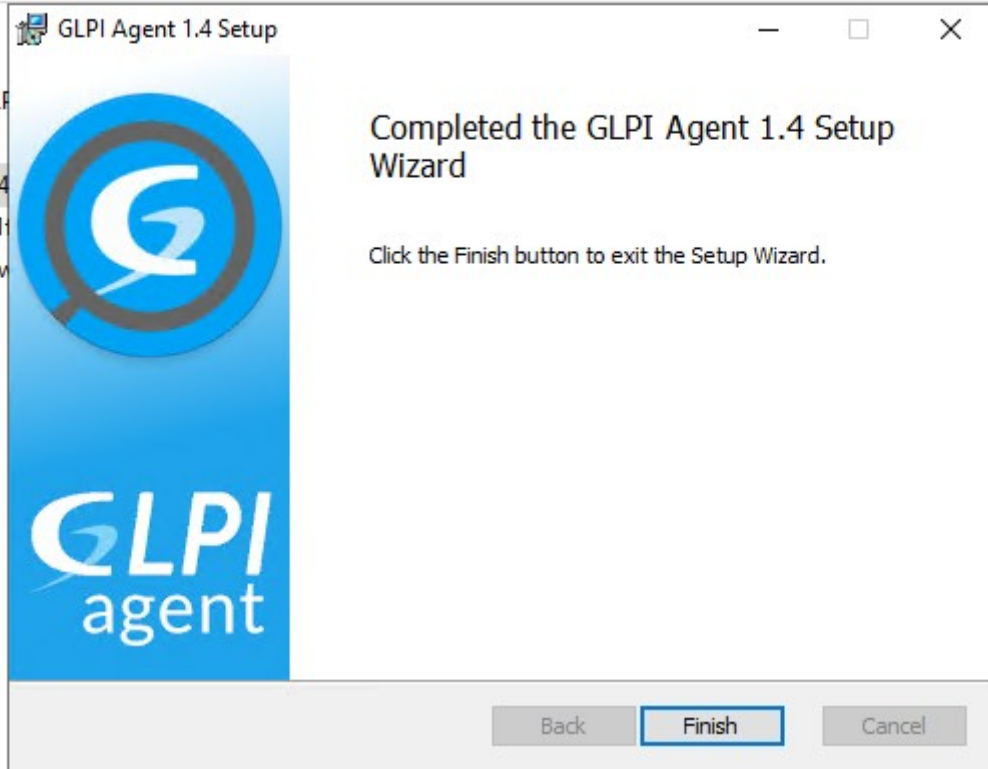 GLPI Agent 1.4 Setup
Completed the GLPI Agent 1.4 Setup
Wizard
Click the Finish button to exit the Setup Wizard.
GLPI
agent
Back
Finish
Cancel